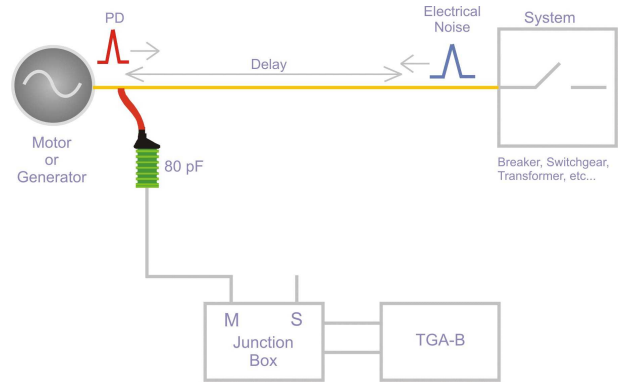 PD
Electrical
Noise
System
Delay
Motor
or
Generator
80 pF
Breaker, Switchgear,
Transformer, etc...
M S
Junction
Box
TGA-B